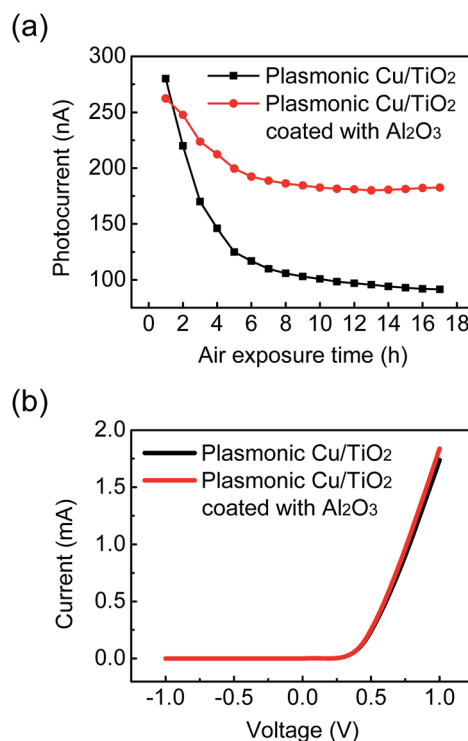 (a)
300
250
200
150
100
Photocurrent (nA)
Plasmonic Cu/TiO₂
Plasmonic Cu/TiO₂
coated with Al₂O₃
0 2 4 6 8 10 12 14 16 18
Air exposure time (h)
(b)
2.0
1.5
1.0
0.5
0.0
Current (mA)
Plasmonic Cu/TiO₂
Plasmonic Cu/TiO₂
coated with Al₂O₃
-1.0 -0.5 0.0 0.5 1.0
Voltage (V)